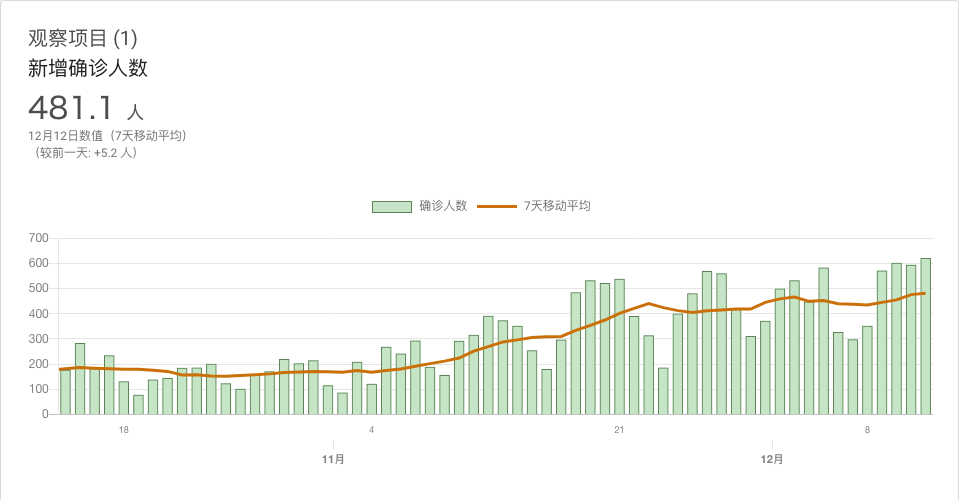 观察项目 (1)
新增确诊人数
481.1 人
12月12日数值（7天移动平均）
（较前一天: +5.2 人）
确诊人数 7天移动平均
700
600
500
400
300
200
100
0
18 4 21 8
11月 12月